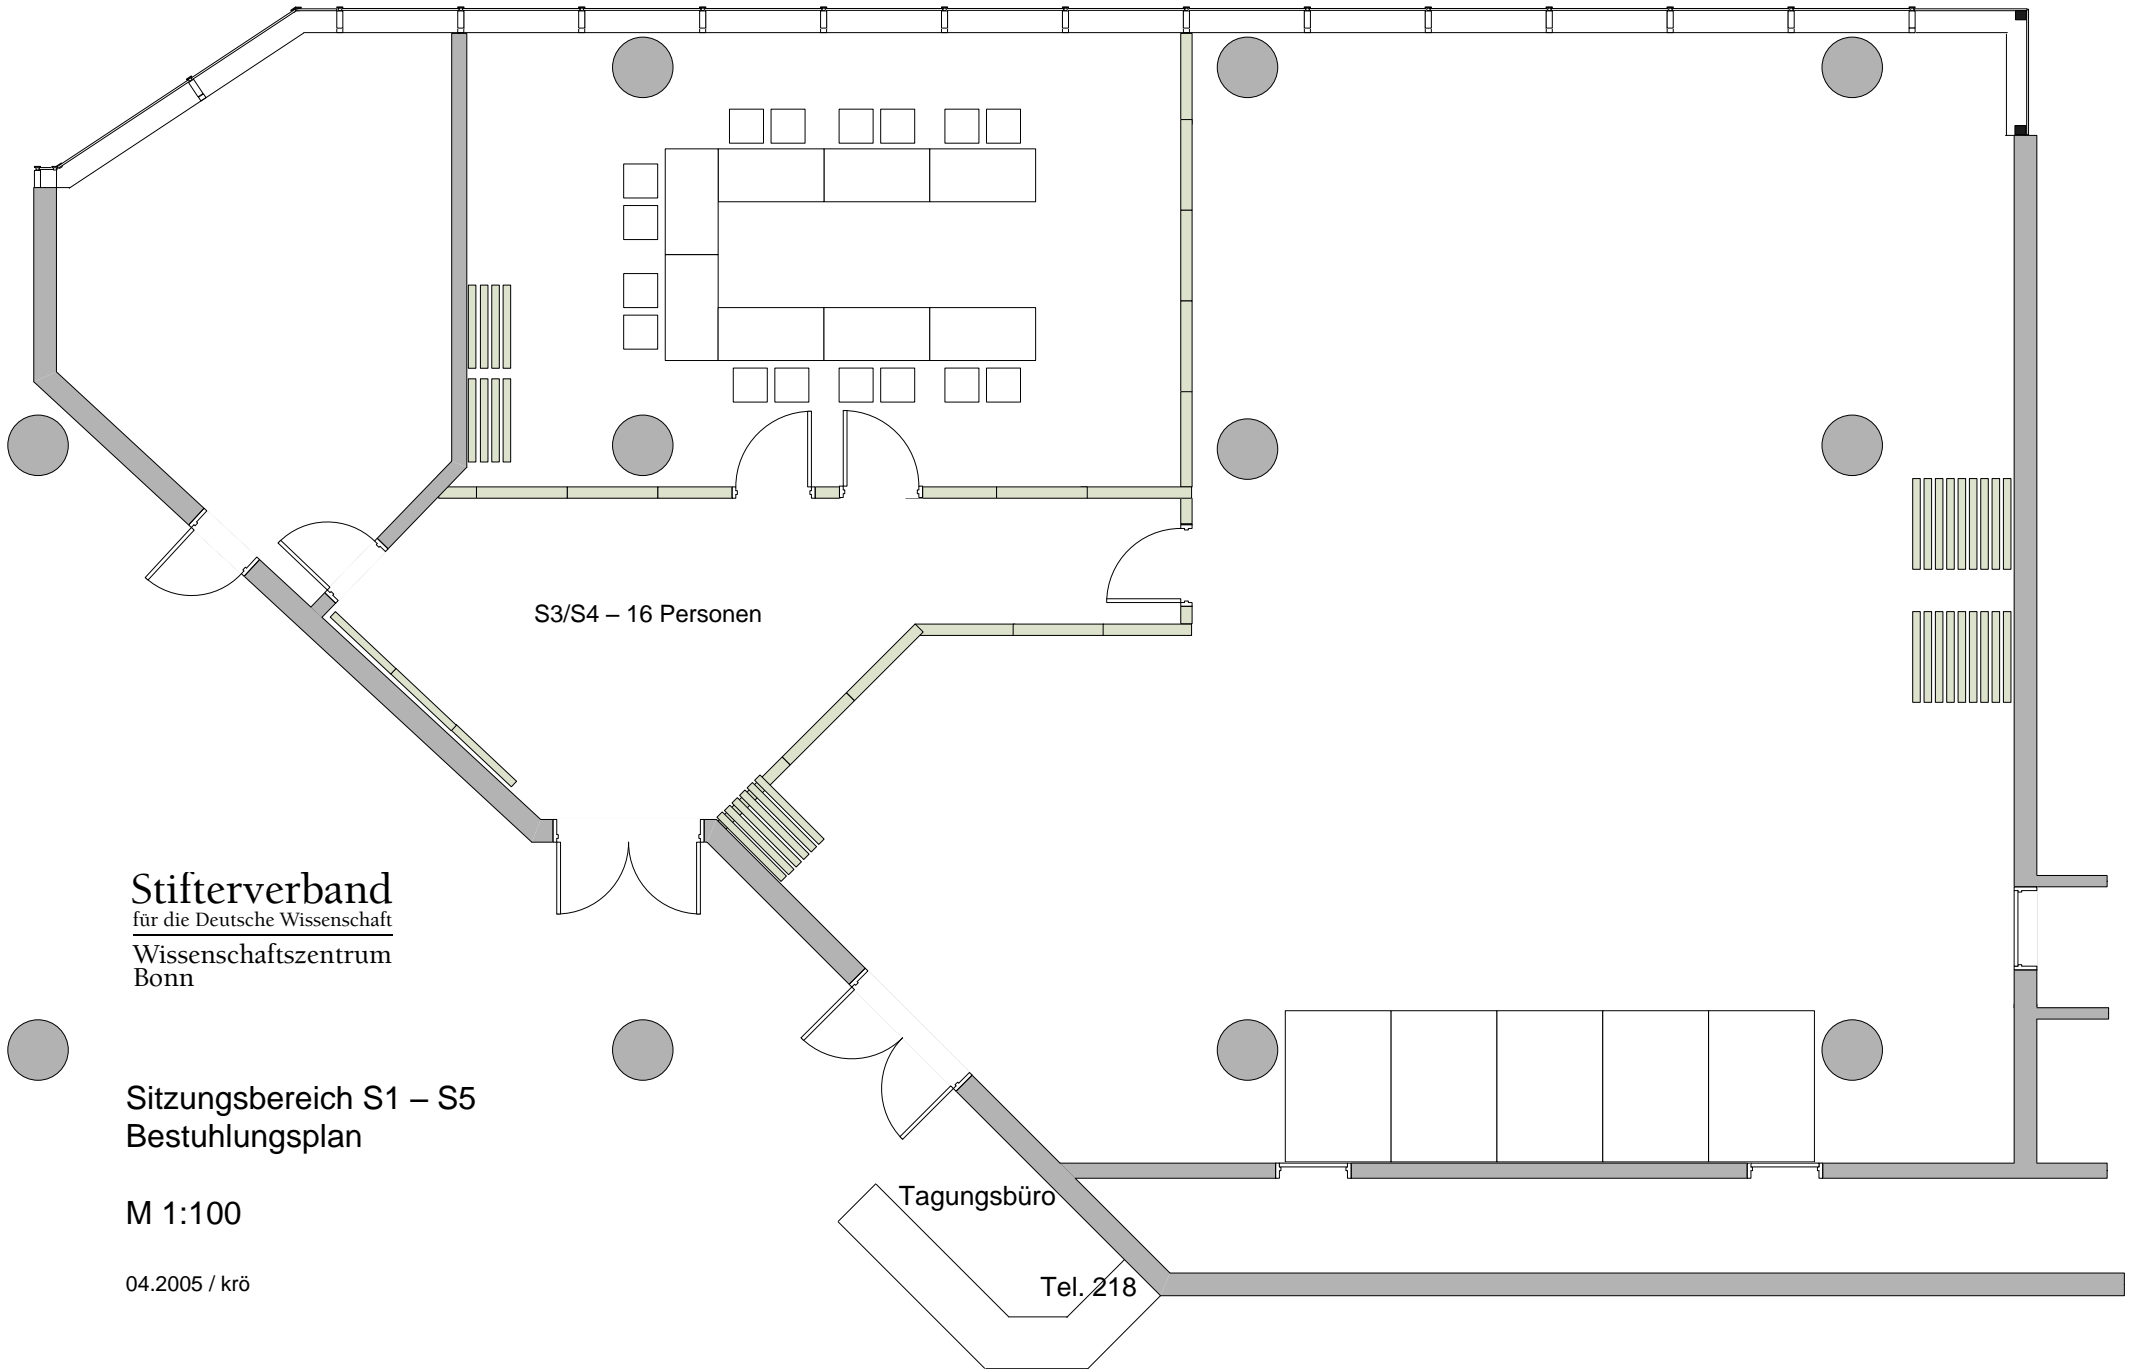 S3/S4 – 16 Personen
Stifterverband
für die Deutsche Wissenschaft
Wissenschaftszentrum
Bonn
Sitzungsbereich S1 – S5
Bestuhlungsplan
M 1:100
04.2005 / krö
Tagungsbüro
Tel. 218